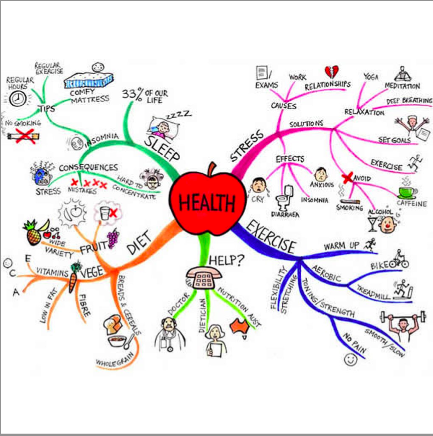 HEALTH
SLEEP
33% OF OUR
LIFE
ZZZZ
INSOMNIA
TIPS
REGULAR
EXERCISE
REGULAR
HOURS
COMFY
MATTRESS
NO SMOKING
CONSEQUENCES
STRESS
MISTAKES
HARD TO
CONCENTRATE
STRESS
CAUSES
EXAMS
WORK
RELATIONSHIPS
SOLUTIONS
RELAXATION
YOGA
MEDITATION
DEEP BREATHING
SET GOALS
EXERCISE
AVOID
SMOKING
ALCOHOL
CAFFEINE
EFFECTS
CRY
DIARRHEA
INSOMNIA
ANXIOUS
EXERCISE
WARM UP
AEROBIC
BIKE
TREADMILL
TONING/STRENGTH
SMOOTH/SLOW
NO PAIN
FLEXIBILITY
STRETCHING
HELP?
DOCTOR
DIETICIAN
NUTRITION AUST
DIET
FRUIT
WIDE
VARIETY
VEGE
VITAMINS
E
C
A
LOW IN FAT
FIBRE
BREADS & CEREALS
WHOLEGRAIN